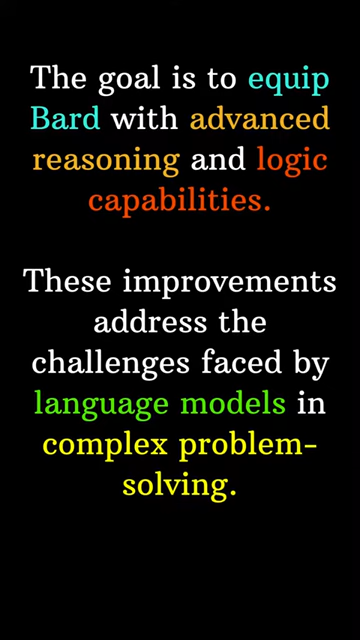 The goal is to equip
Bard with advanced
reasoning and logic
capabilities.
These improvements
address the
challenges faced by
language models in
complex problem-
solving.